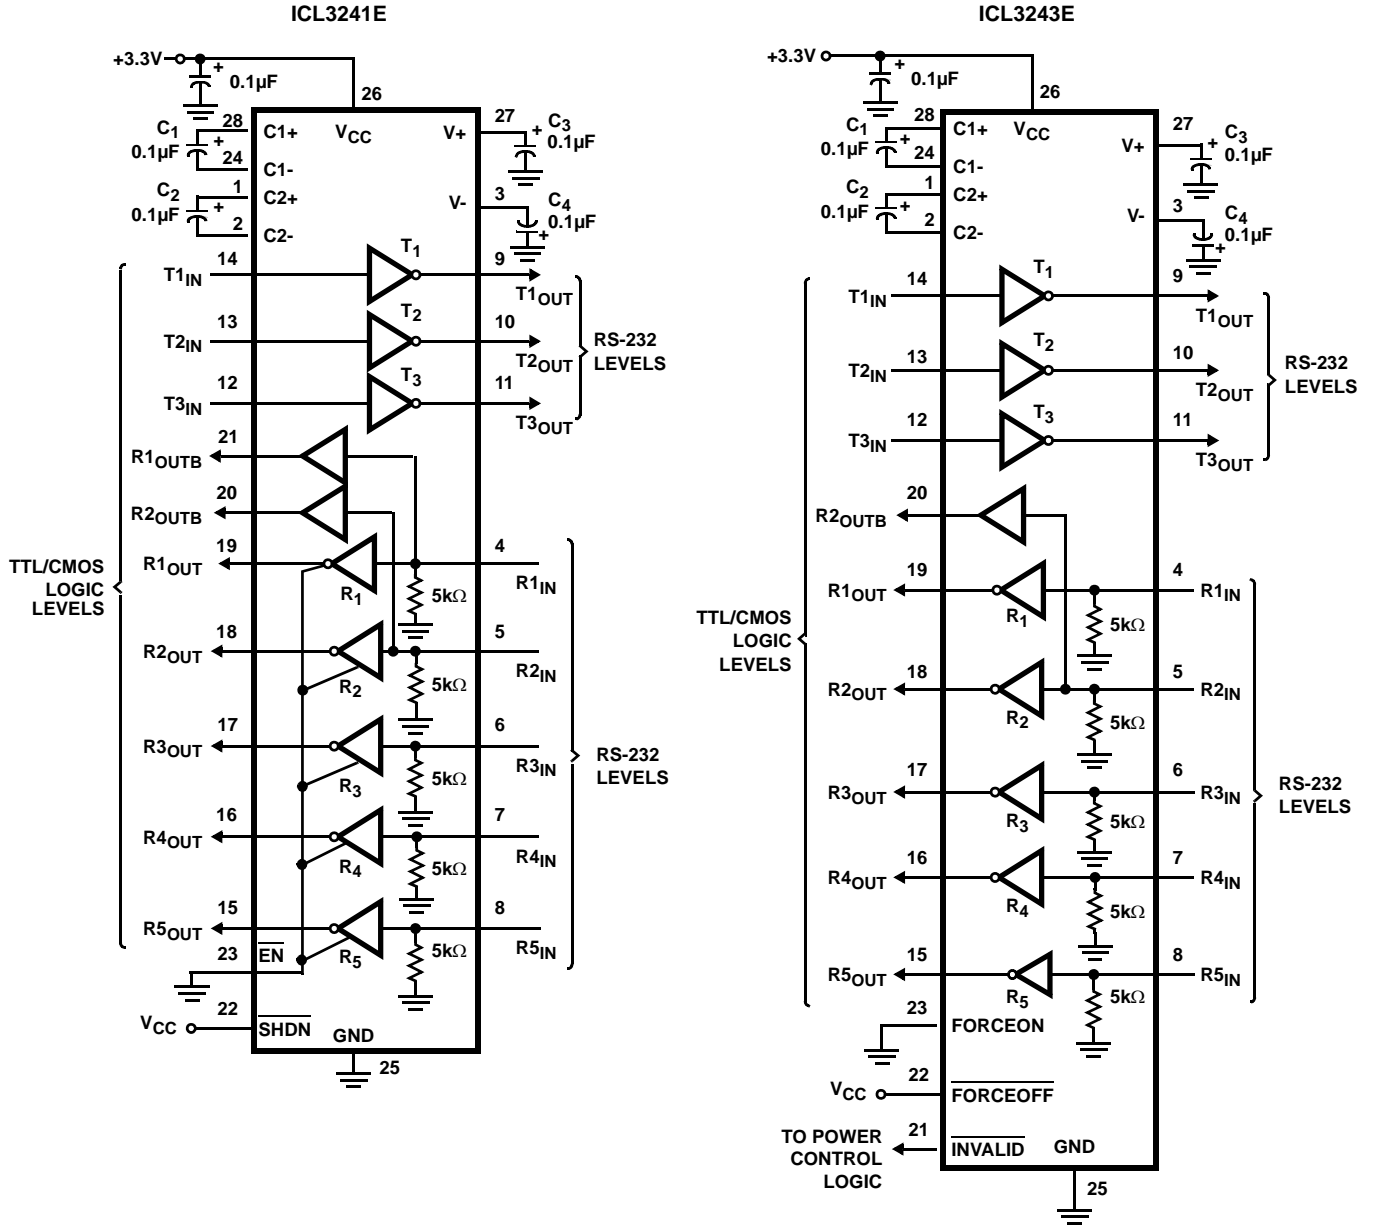 ICL3241E
+3.3V
+
0.1µF
26
28
C1+
VCC
V+
27
C1
0.1µF
+
24
C1-
+
C3
0.1µF
C2
0.1µF
+
1
C2+
2
C2-
V-
3
C4
0.1µF
+
T1IN
14
T1
9
T1OUT
T2IN
13
T2
10
T2OUT
T3IN
12
T3
11
T3OUT
RS-232
LEVELS
21
R1OUTB
20
R2OUTB
19
R1OUT
R1
4
R1IN
5kΩ
TTL/CMOS
LOGIC
LEVELS
18
R2OUT
R2
5
R2IN
5kΩ
17
R3OUT
R3
6
R3IN
5kΩ
RS-232
LEVELS
16
R4OUT
R4
7
R4IN
5kΩ
15
R5OUT
R5
8
R5IN
5kΩ
23
EN
22
VCC
SHDN
GND
25
ICL3243E
+3.3V
+
0.1µF
26
28
C1+
VCC
V+
27
C1
0.1µF
+
24
C1-
+
C3
0.1µF
C2
0.1µF
+
1
C2+
2
C2-
V-
3
C4
0.1µF
+
T1IN
14
T1
9
T1OUT
T2IN
13
T2
10
T2OUT
T3IN
12
T3
11
T3OUT
RS-232
LEVELS
20
R2OUTB
19
R1OUT
R1
4
R1IN
5kΩ
TTL/CMOS
LOGIC
LEVELS
18
R2OUT
R2
5
R2IN
5kΩ
17
R3OUT
R3
6
R3IN
5kΩ
RS-232
LEVELS
16
R4OUT
R4
7
R4IN
5kΩ
15
R5OUT
R5
8
R5IN
5kΩ
23
FORCEON
22
VCC
FORCEOFF
21
TO POWER
CONTROL
LOGIC
INVALID
GND
25